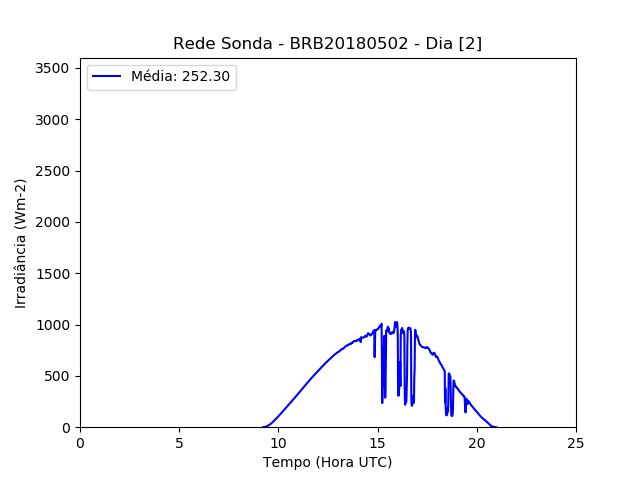 Rede Sonda - BRB20180502 - Dia [2]
Média: 252.30
Irradiância (Wm-2)
3500
3000
2500
2000
1500
1000
500
0
0 5 10 15 20 25
Tempo (Hora UTC)